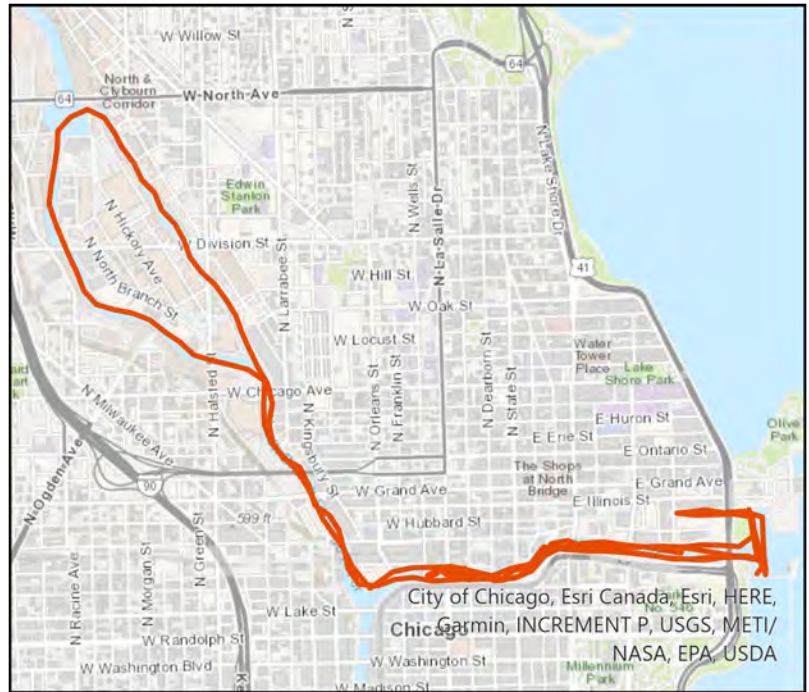 W Willow St
North &
Clybourn
Corridor
64
W-North-Ave
64
N Lake Shore Dr
N Wells St
N-La-Salle-Dr
Edwin
Stanton
Park
N Hickory Ave
W Division St
N North Branch St
N Larrabee St
W Hill St
41
W Oak St
W Locust St
Water
Tower
Place
Lake
Shore Park
N Halsted St
W Chicago Ave
N Orleans St
N Franklin St
N Dearborn St
N State St
N Milwaukee Ave
N Kingsbury St
E Huron St
Olive
Park
E Erie St
E Ontario St
N-Ogden-Ave
90
W Grand Ave
The Shops
at North
Bridge
E Grand Ave
E Illinois St
599 ft
W Hubbard St
N Racine Ave
N Morgan St
N Green St
W Lake St
W Randolph St
Chicago
W Washington Blvd
W Washington St
Millennium
Park
W Madison St
City of Chicago, Esri Canada, Esri, HERE,
Garmin, INCREMENT P, USGS, METI/
NASA, EPA, USDA